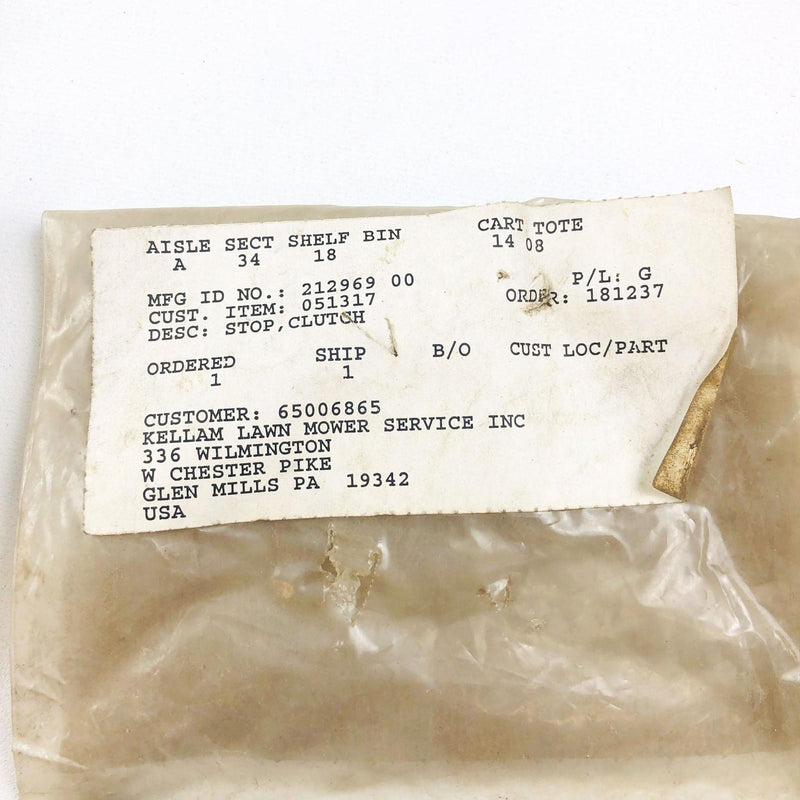 AISLE SECT SHELF BIN CART TOTE
A 34 18 14 08
MFG ID NO.: 212969 00 P/L: G
CUST. ITEM: 051317 ORDER: 181237
DESC: STOP,CLUTCH
ORDERED SHIP B/O CUST LOC/PART
1 1
CUSTOMER: 65006865
KELLAM LAWN MOWER SERVICE INC
336 WILMINGTON
W CHESTER PIKE
GLEN MILLS PA 19342
USA